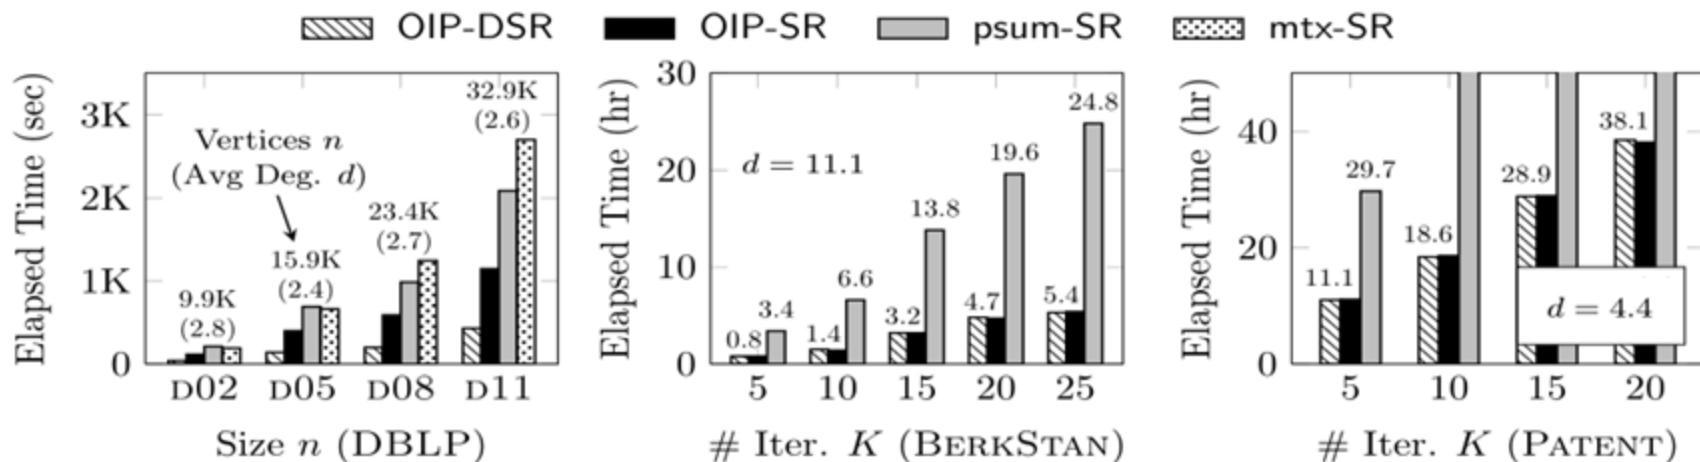 OIP-DSR OIP-SR psum-SR mtx-SR
Elapsed Time (sec)
3K
2K
1K
0
Vertices n
(Avg Deg. d)
9.9K
(2.8)
15.9K
(2.4)
23.4K
(2.7)
32.9K
(2.6)
D02 D05 D08 D11
Size n (DBLP)
Elapsed Time (hr)
30
20
10
0
d = 11.1
0.8 3.4
1.4 6.6
3.2 13.8
4.7 19.6
5.4 24.8
5 10 15 20 25
# Iter. K (BERKSTAN)
Elapsed Time (hr)
40
20
0
11.1 29.7
18.6
28.9
38.1
d = 4.4
5 10 15 20
# Iter. K (PATENT)